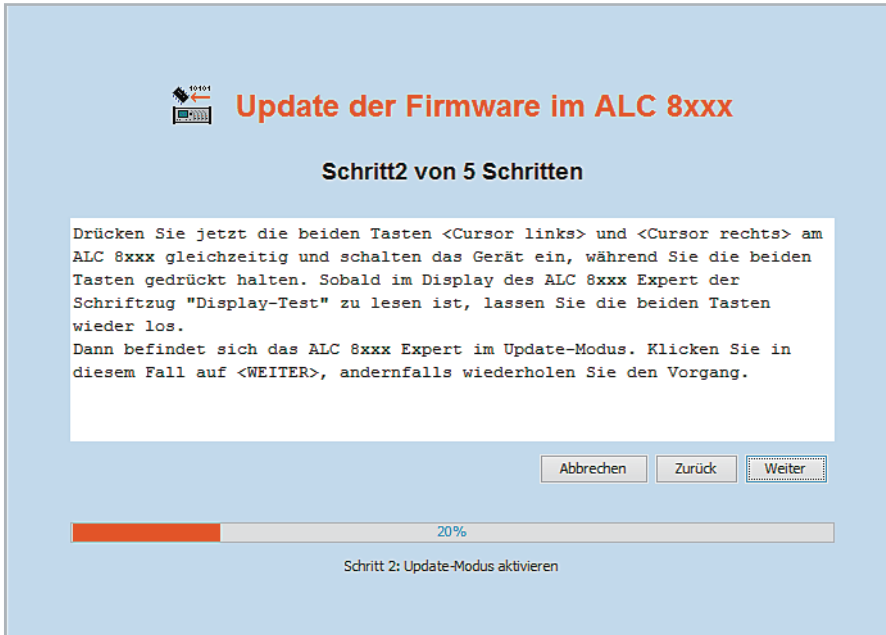 10101
Update der Firmware im ALC 8xxx
Schritt2 von 5 Schritten
Drücken Sie jetzt die beiden Tasten <Cursor links> und <Cursor rechts> am
ALC 8xxx gleichzeitig und schalten das Gerät ein, während Sie die beiden
Tasten gedrückt halten. Sobald im Display des ALC 8xxx Expert der
Schriftzug "Display-Test" zu lesen ist, lassen Sie die beiden Tasten
wieder los.
Dann befindet sich das ALC 8xxx Expert im Update-Modus. Klicken Sie in
diesem Fall auf <WEITER>, andernfalls wiederholen Sie den Vorgang.
Abbrechen Zurück Weiter
20%
Schritt 2: Update-Modus aktivieren